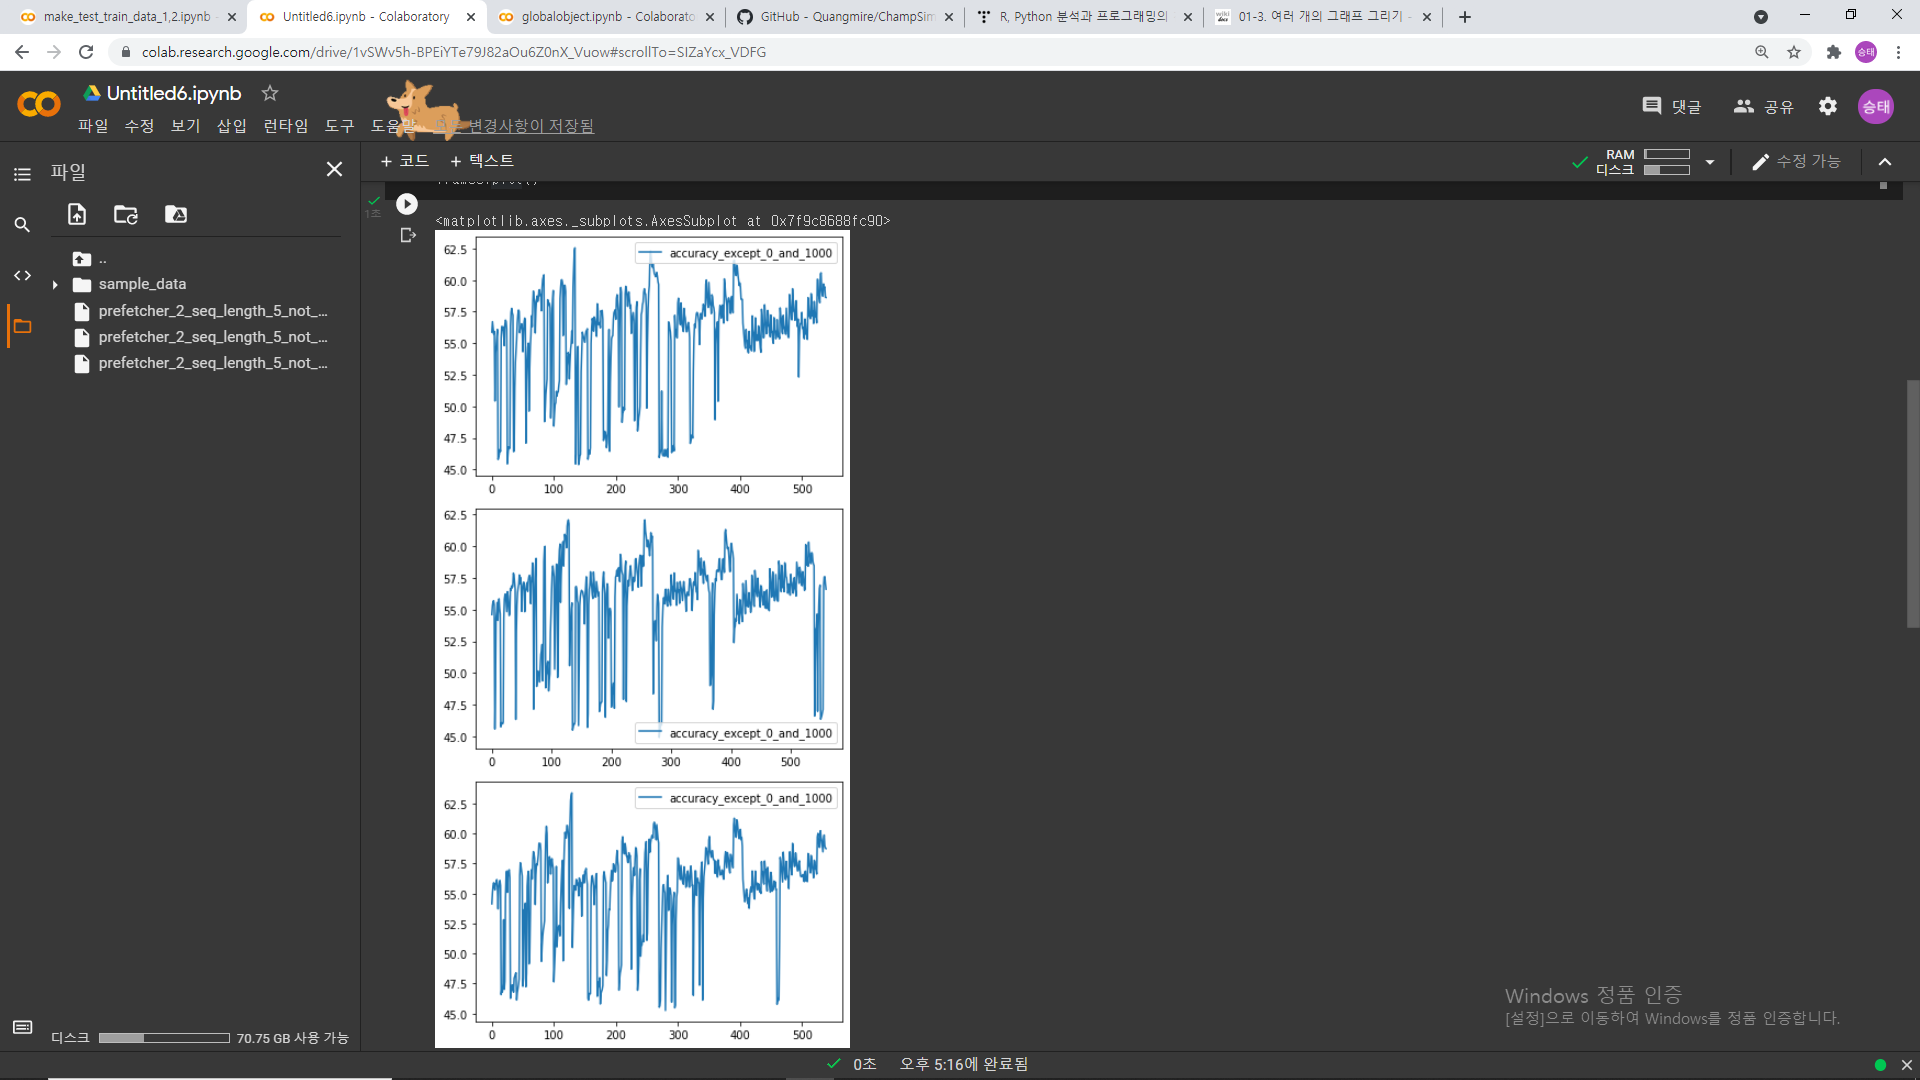 make_test_train_data_1,2.ipynb
Untitled6.ipynb - Colaboratory
globalobject.ipynb - Colaborato
GitHub - Quangmire/ChampSim
R, Python 분석과 프로그래밍의
01-3. 여러 개의 그래프 그리기 -
colab.research.google.com/drive/1vSWv5h-BPEiYTe79J82aOu6Z0nX_Vuow#scrollTo=SIZaYcx_VDFG
승태
Untitled6.ipynb
댓글
공유
승태
파일 수정 보기 삽입 런타임 도구 도움말 변경사항이 저장됨
파일
+ 코드 + 텍스트
RAM
디스크
수정 가능
1초
<matplotlib.axes._subplots.AxesSubplot at 0x7f9c8688fc90>
..
sample_data
prefetcher_2_seq_length_5_not_...
prefetcher_2_seq_length_5_not_...
prefetcher_2_seq_length_5_not_...
accuracy_except_0_and_1000
62.5
60.0
57.5
55.0
52.5
50.0
47.5
45.0
0 100 200 300 400 500
62.5
60.0
57.5
55.0
52.5
50.0
47.5
45.0
accuracy_except_0_and_1000
0 100 200 300 400 500
accuracy_except_0_and_1000
62.5
60.0
57.5
55.0
52.5
50.0
47.5
45.0
0 100 200 300 400 500
Windows 정품 인증
[설정]으로 이동하여 Windows를 정품 인증합니다.
디스크 70.75 GB 사용 가능
0초 오후 5:16에 완료됨